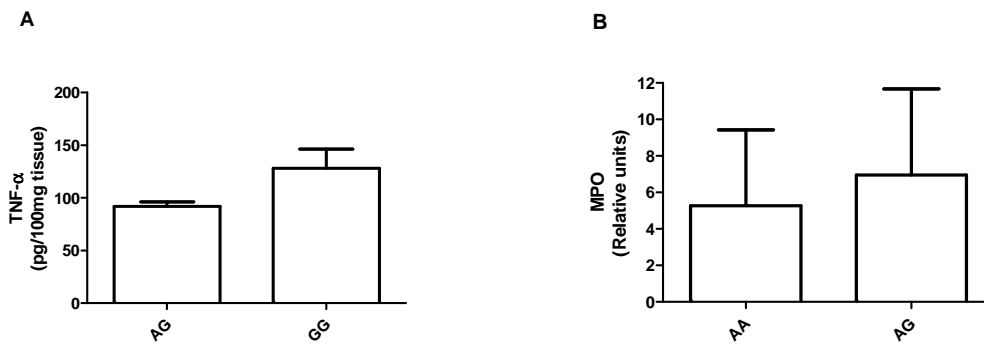 A
TNF-α
(pg/100mg tissue)
200
150
100
50
0
AG
GG
B
MPO
(Relative units)
12
10
8
6
4
2
0
AA
AG